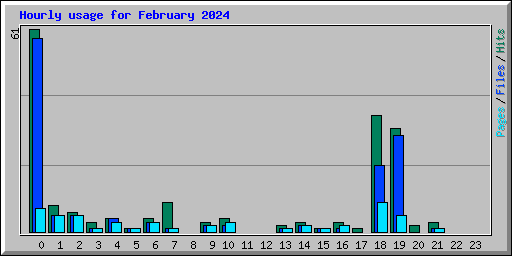 Hourly usage for February 2024
61
Pages/Files/Hits
0 1 2 3 4 5 6 7 8 9 10 11 12 13 14 15 16 17 18 19 20 21 22 23